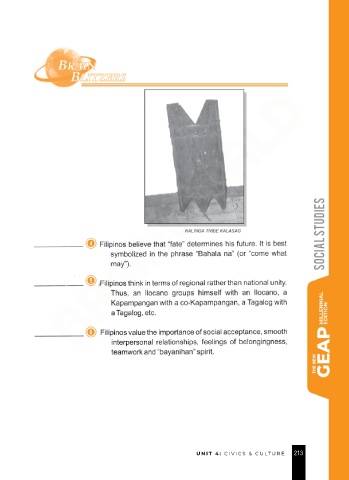 BRAIN
BLITZERS
KALINGA TRIBE KALASAG
4 Filipinos believe that "fate" determines his future. It is best
symbolized in the phrase "Bahala na" (or "come what
may").
5 Filipinos think in terms of regional rather than national unity.
Thus, an Ilocano groups himself with an Ilocano, a
Kapampangan with a co-Kapampangan, a Tagalog with
a Tagalog, etc.
6 Filipinos value the importance of social acceptance, smooth
interpersonal relationships, feelings of belongingness,
teamwork and "bayanihan" spirit.
SOCIAL STUDIES
THE NEW
GEAP
MILLENNIAL
EDITION
UNIT 4| CIVICS & CULTURE 213